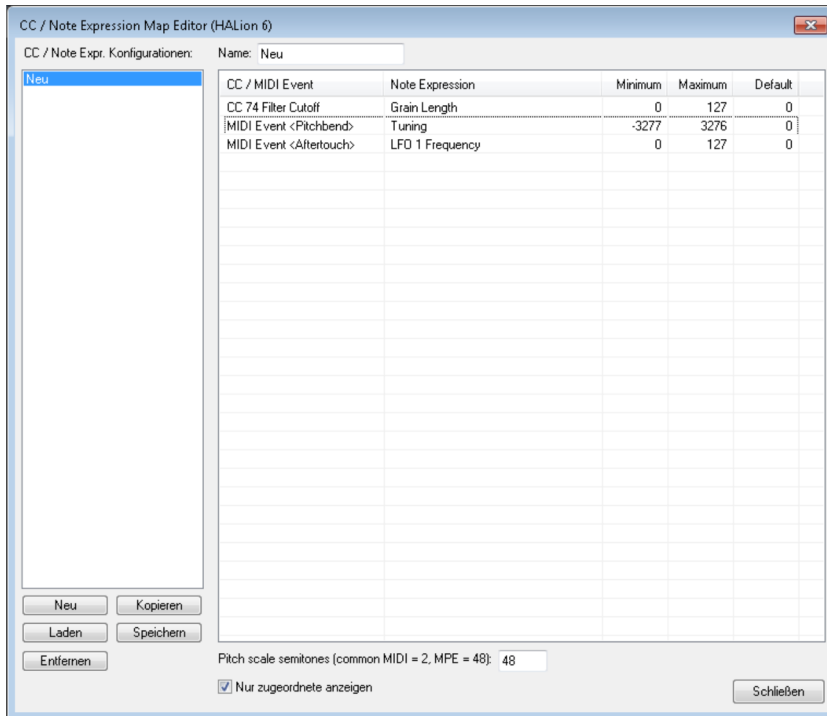 CC / Note Expression Map Editor (HALion 6)
CC / Note Expr. Konfigurationen:
Name: Neu
Neu
CC / MIDI Event Note Expression Minimum Maximum Default
CC 74 Filter Cutoff Grain Length 0 127 0
MIDI Event <Pitchbend> Tuning -3277 3276 0
MIDI Event <Aftertouch> LFO 1 Frequency 0 127 0
Neu Kopieren
Laden Speichern
Entfernen
Pitch scale semitones (common MIDI = 2, MPE = 48): 48
Nur zugeordnete anzeigen
Schließen